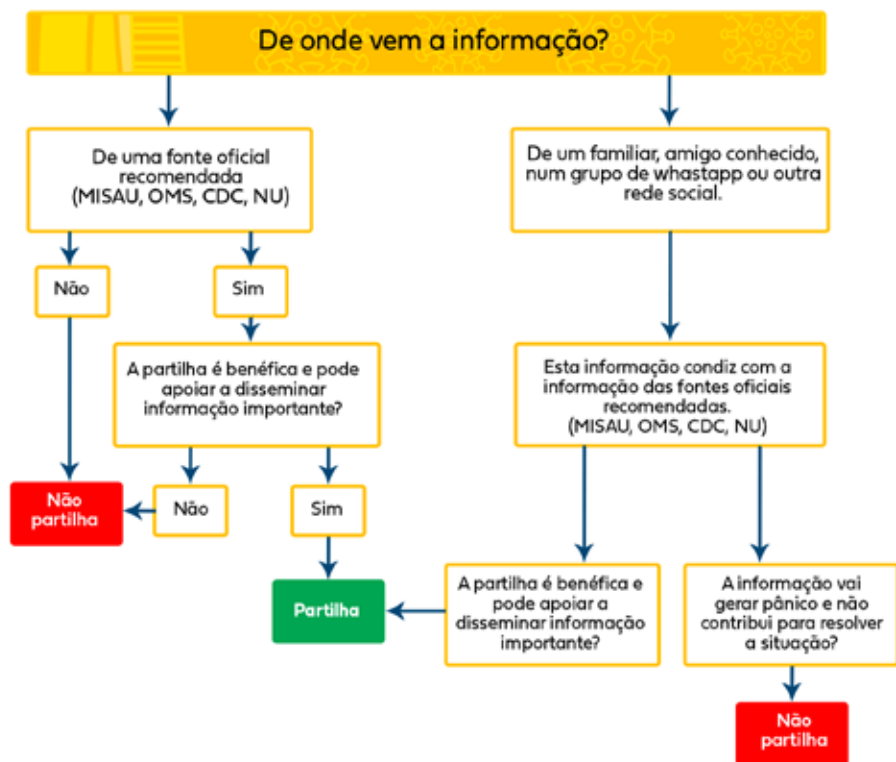 De onde vem a informação?
De uma fonte oficial
recomendada
(MISAU, OMS, CDC, NU)
De um familiar, amigo conhecido,
num grupo de whastapp ou outra
rede social.
Não
Sim
A partilha é benéfica e pode
apoiar a disseminar
informação importante?
Esta informação condiz com a
informação das fontes oficiais
recomendadas.
(MISAU, OMS, CDC, NU)
Não
partilha
Não
Sim
Partilha
A partilha é benéfica e
pode apoiar a
disseminar informação
importante?
A informação vai
gerar pânico e não
contribui para resolver
a situação?
Não
partilha